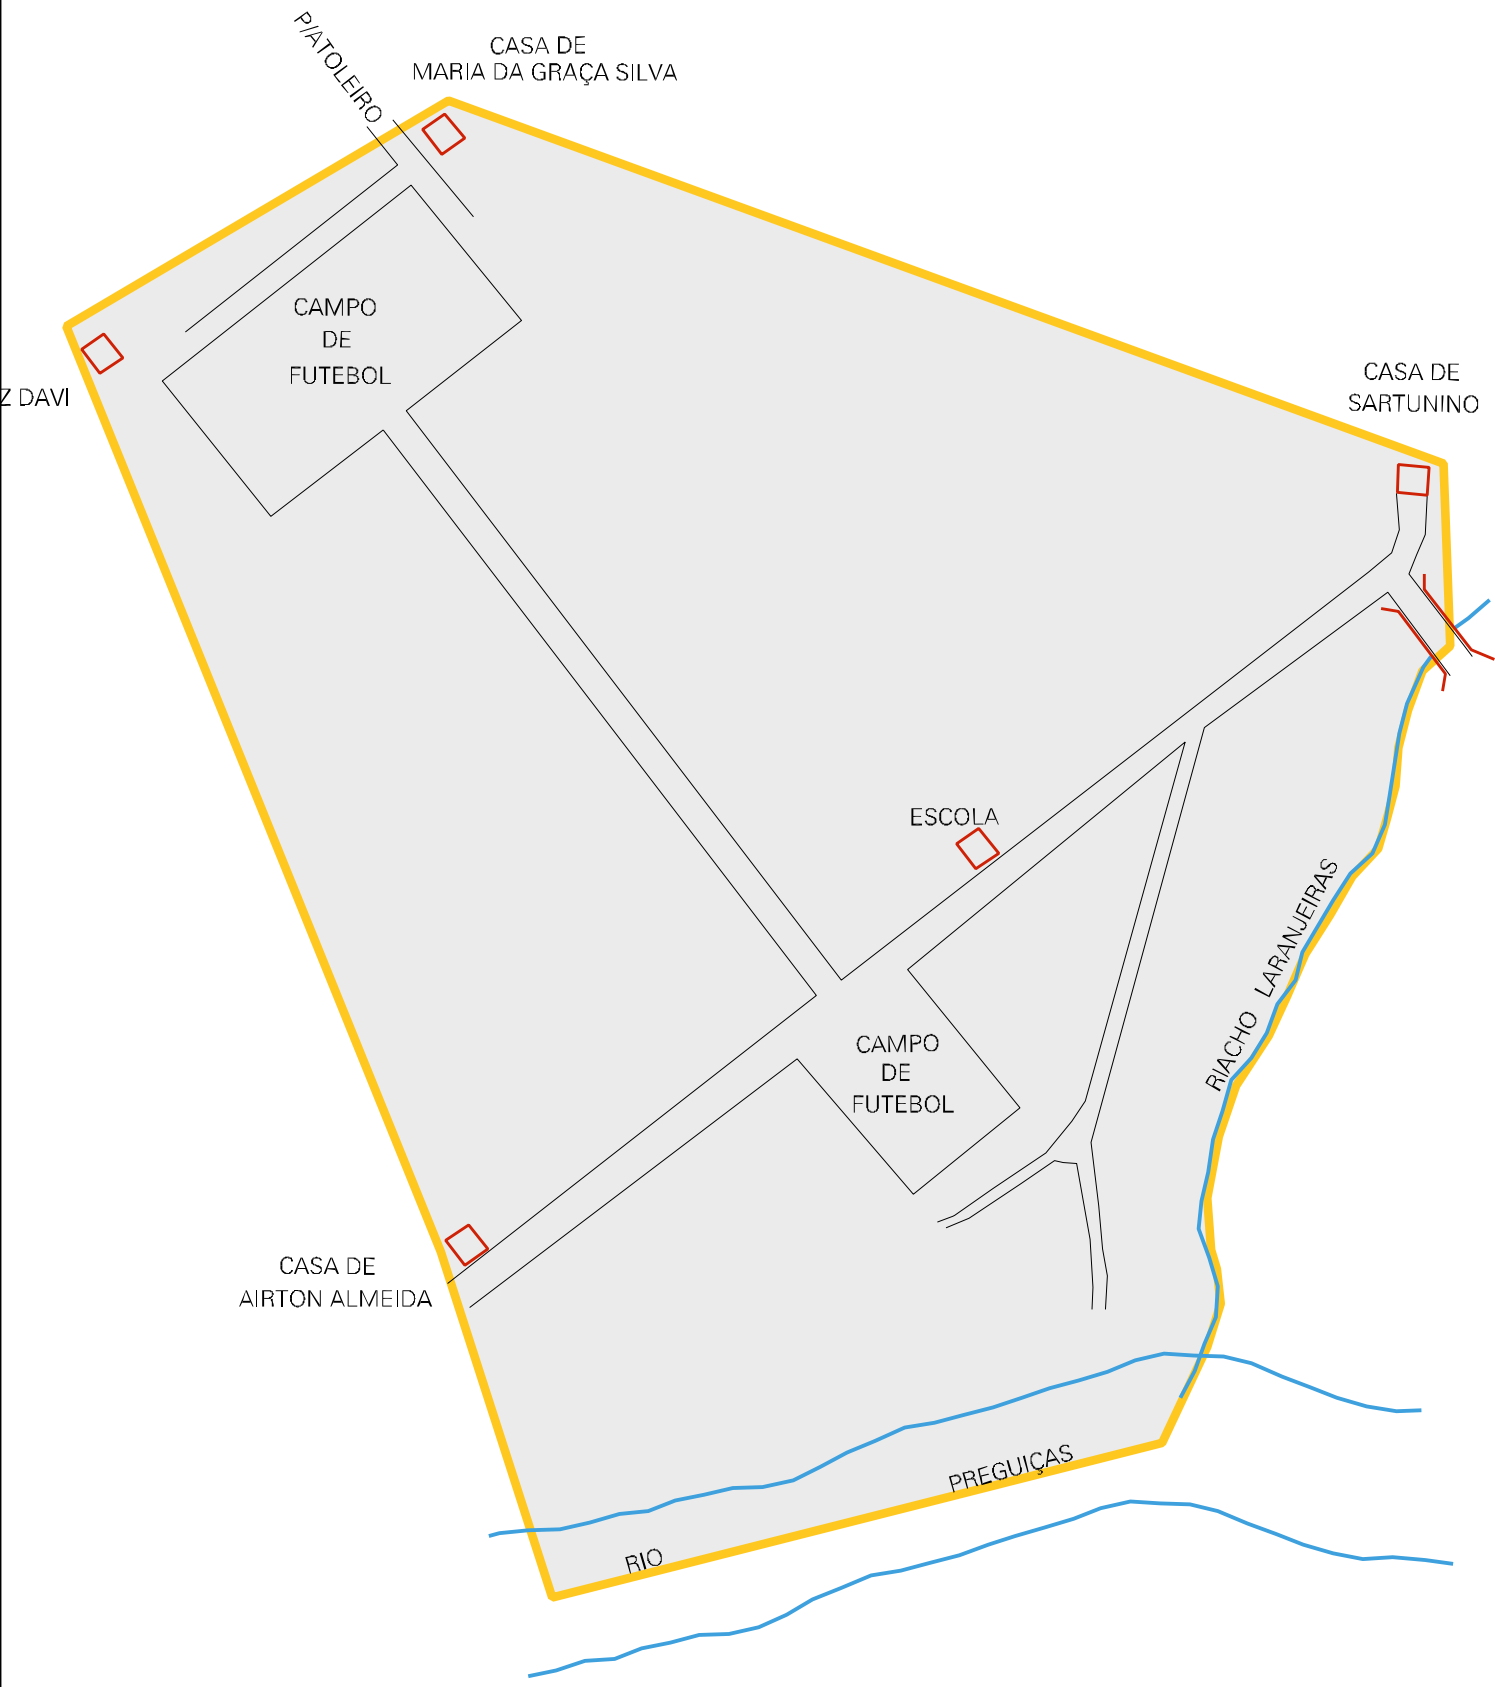 P/ATOLEIRO
CASA DE
MARIA DA GRAÇA SILVA
CAMPO
DE
FUTEBOL
Z DAVI
CASA DE
SARTUNINO
ESCOLA
RIACHO LARANJEIRAS
CAMPO
DE
FUTEBOL
CASA DE
AIRTON ALMEIDA
RIO PREGUIÇAS